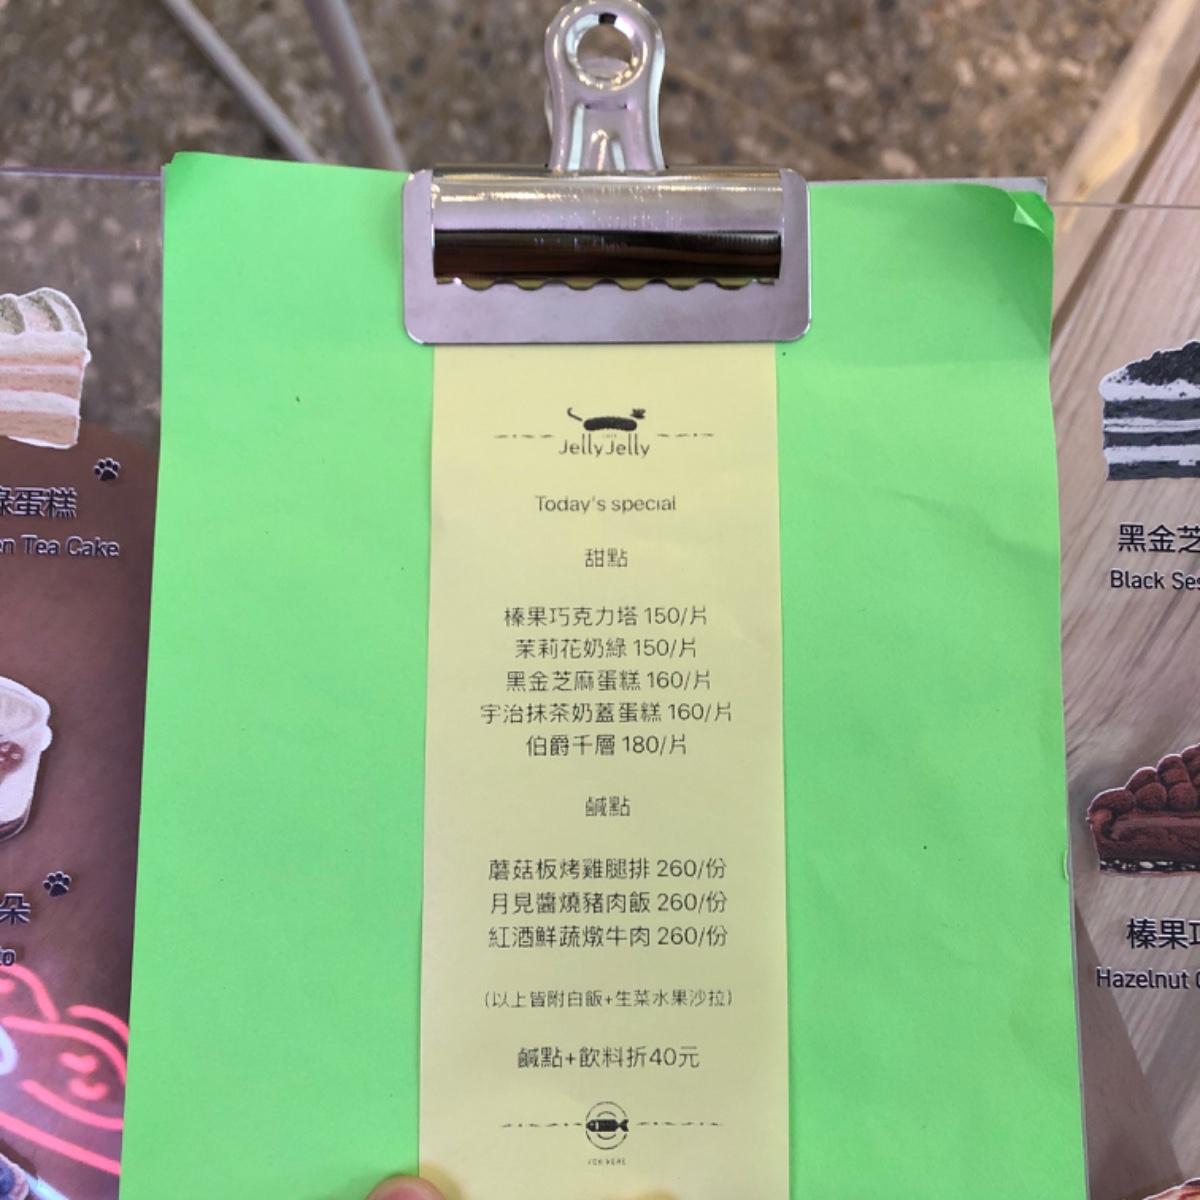 JellyJelly
Today's special
甜點
榛果巧克力塔 150/片
茉莉花奶綠 150/片
黑金芝麻蛋糕 160/片
宇治抹茶奶蓋蛋糕 160/片
伯爵千層 180/片
鹹點
蘑菇板烤雞腿排 260/份
月見醬燒豬肉飯 260/份
紅酒鮮蔬燉牛肉 260/份
(以上皆附白飯+生菜水果沙拉)
鹹點+飲料折40元
綠蛋糕
Tea Cake
朵
黑金芝
Black Ses
榛果巧
Hazelnut